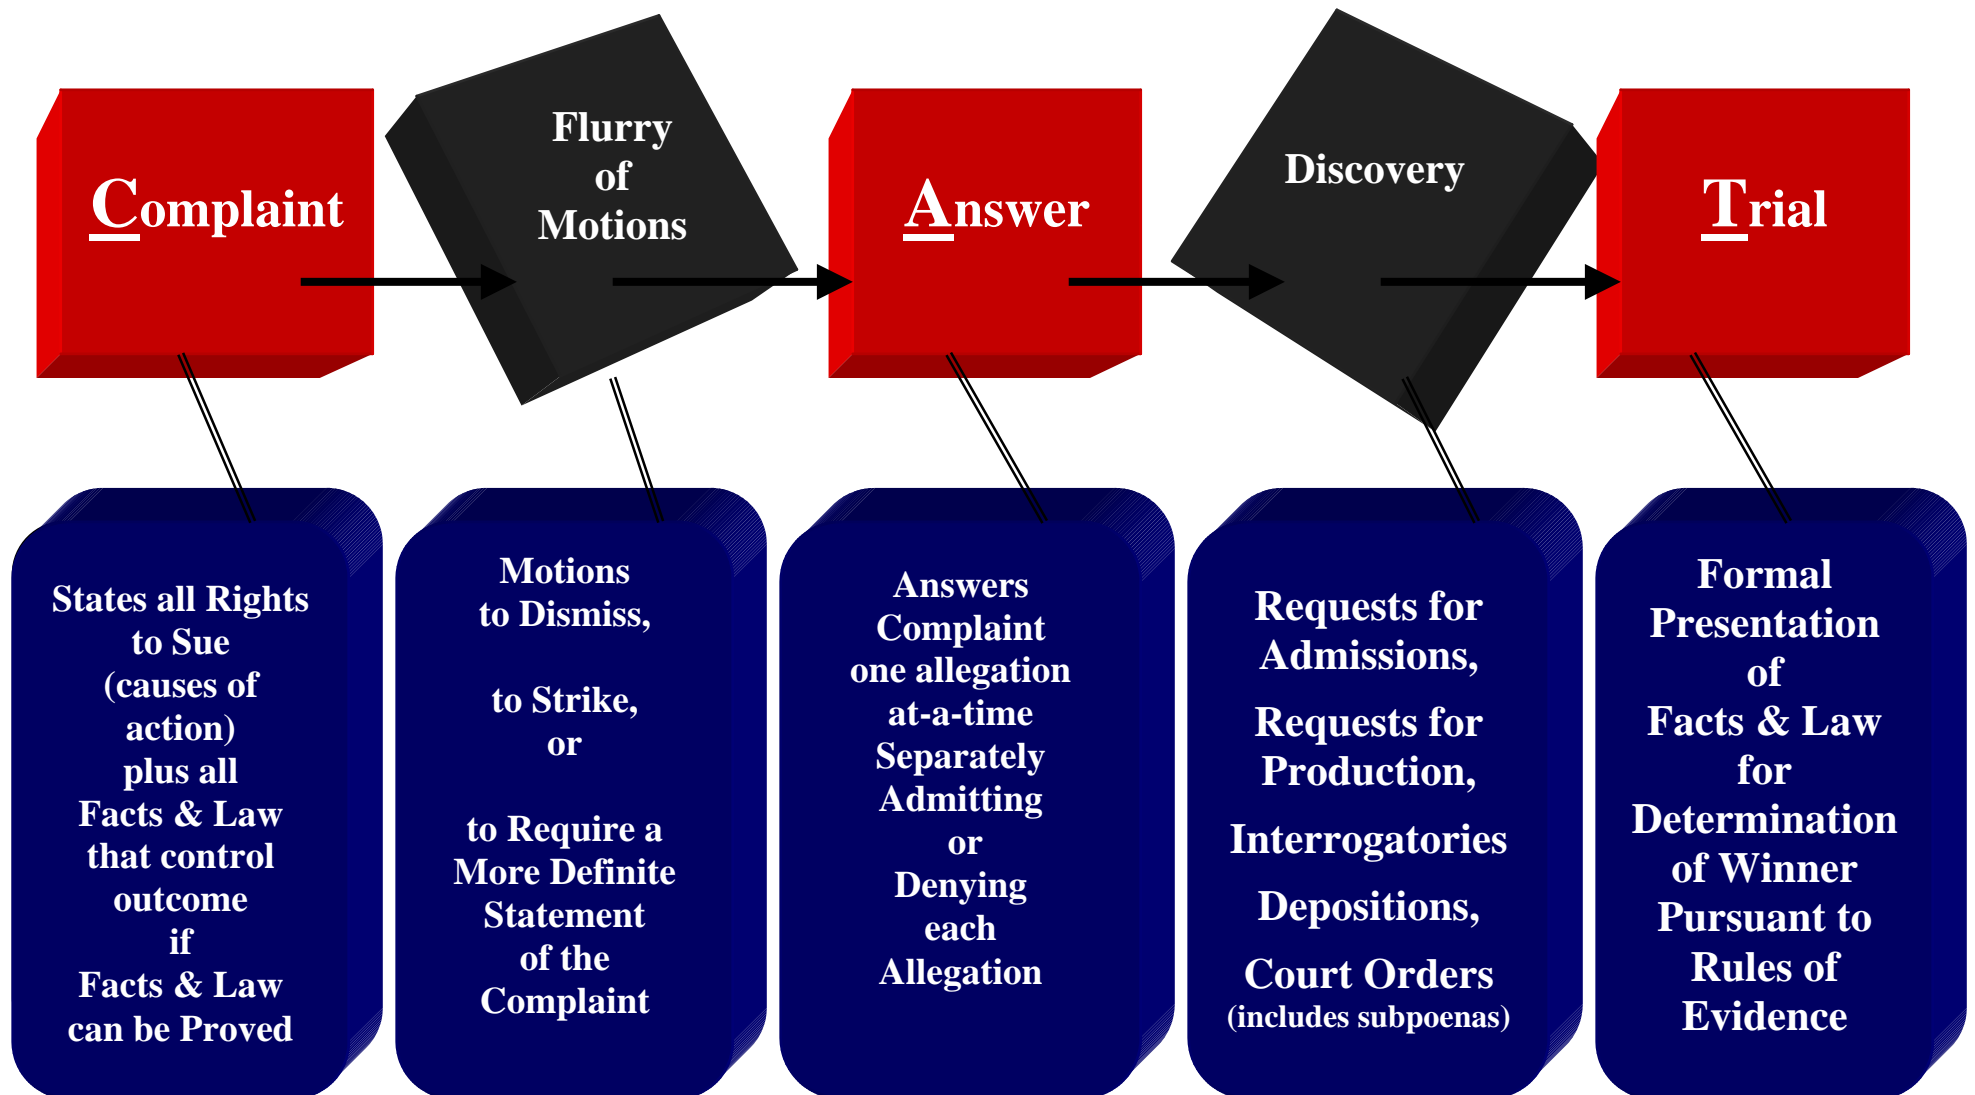 Complaint
Flurry
of
Motions
Answer
Discovery
Trial
States all Rights
to Sue
(causes of
action)
plus all
Facts & Law
that control
outcome
if
Facts & Law
can be Proved
Motions
to Dismiss,
to Strike,
or
to Require a
More Definite
Statement
of the
Complaint
Answers
Complaint
one allegation
at-a-time
Separately
Admitting
or
Denying
each
Allegation
Requests for
Admissions,
Requests for
Production,
Interrogatories
Depositions,
Court Orders
(includes subpoenas)
Formal
Presentation
of
Facts & Law
for
Determination
of Winner
Pursuant to
Rules of
Evidence